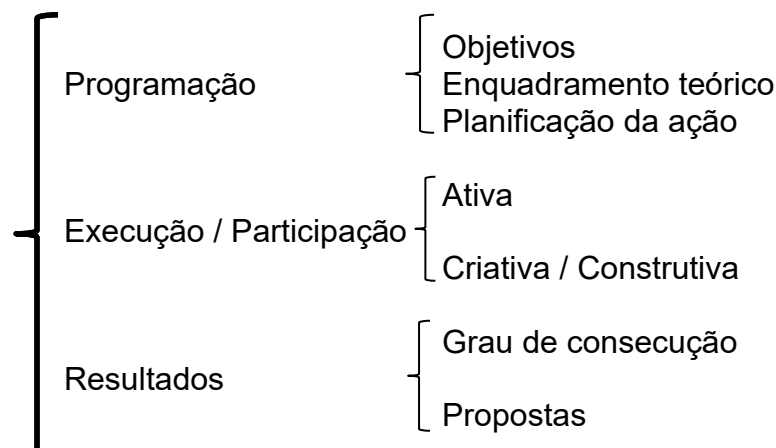 Programação
Objetivos
Enquadramento teórico
Planificação da ação
Execução / Participação
Ativa
Criativa / Construtiva
Resultados
Grau de consecução
Propostas